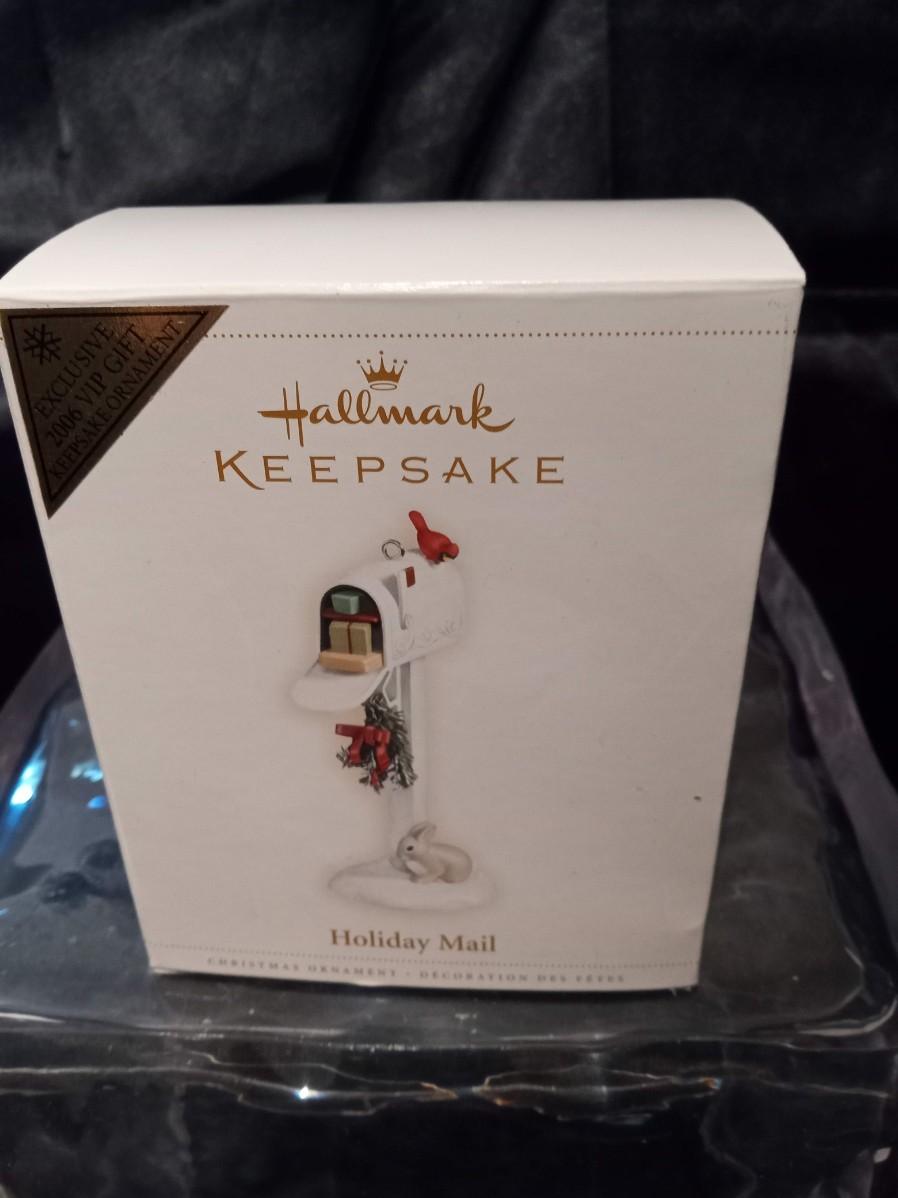 EXCLUSIVE
2006 VIP GIFT
KEEPSAKE ORNAMENT
Hallmark
KEEPSAKE
Holiday Mail
CHRISTMAS ORNAMENT · DÉCORATION DES FÊTES